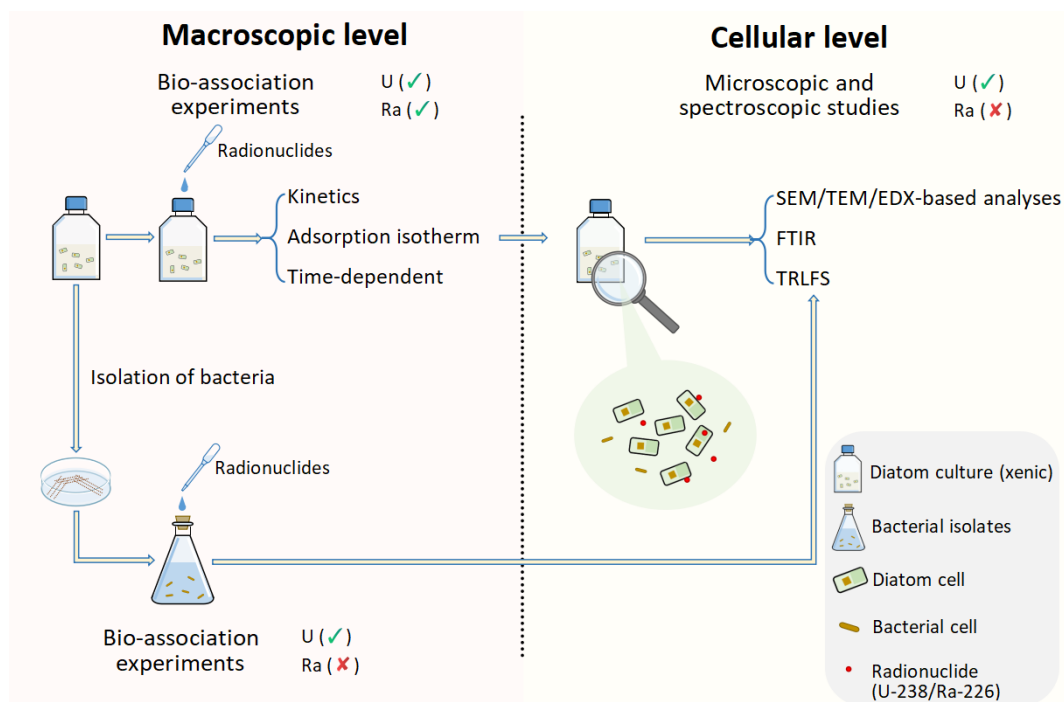 Macroscopic level
Bio-association
experiments
U (✓)
Ra (✓)
Radionuclides
Kinetics
Adsorption isotherm
Time-dependent
Isolation of bacteria
Radionuclides
Bio-association
experiments
U (✓)
Ra (✘)
Cellular level
Microscopic and
spectroscopic studies
U (✓)
Ra (✘)
SEM/TEM/EDX-based analyses
FTIR
TRLFS
Diatom culture (xenic)
Bacterial isolates
Diatom cell
Bacterial cell
Radionuclide
(U-238/Ra-226)